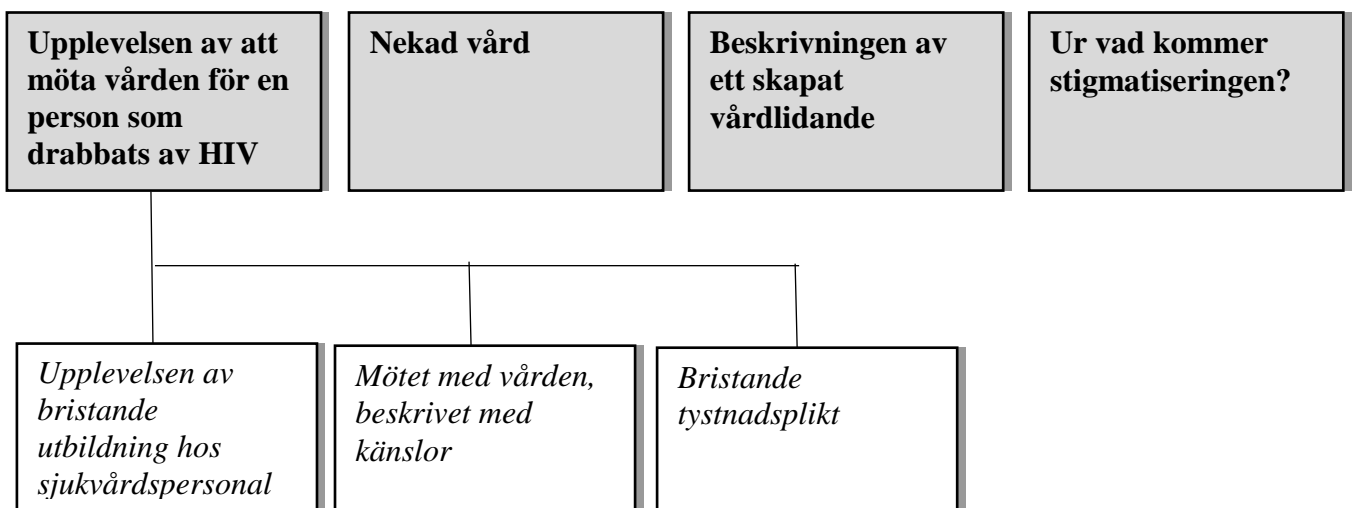 Upplevelsen av att
möta vården för en
person som
drabbats av HIV
Nekad vård
Beskrivningen av
ett skapat
vårdlidande
Ur vad kommer
stigmatiseringen?
Upplevelsen av
bristande
utbildning hos
sjukvårdspersonal
Mötet med vården,
beskrivet med
känslor
Bristande
tystnadsplikt